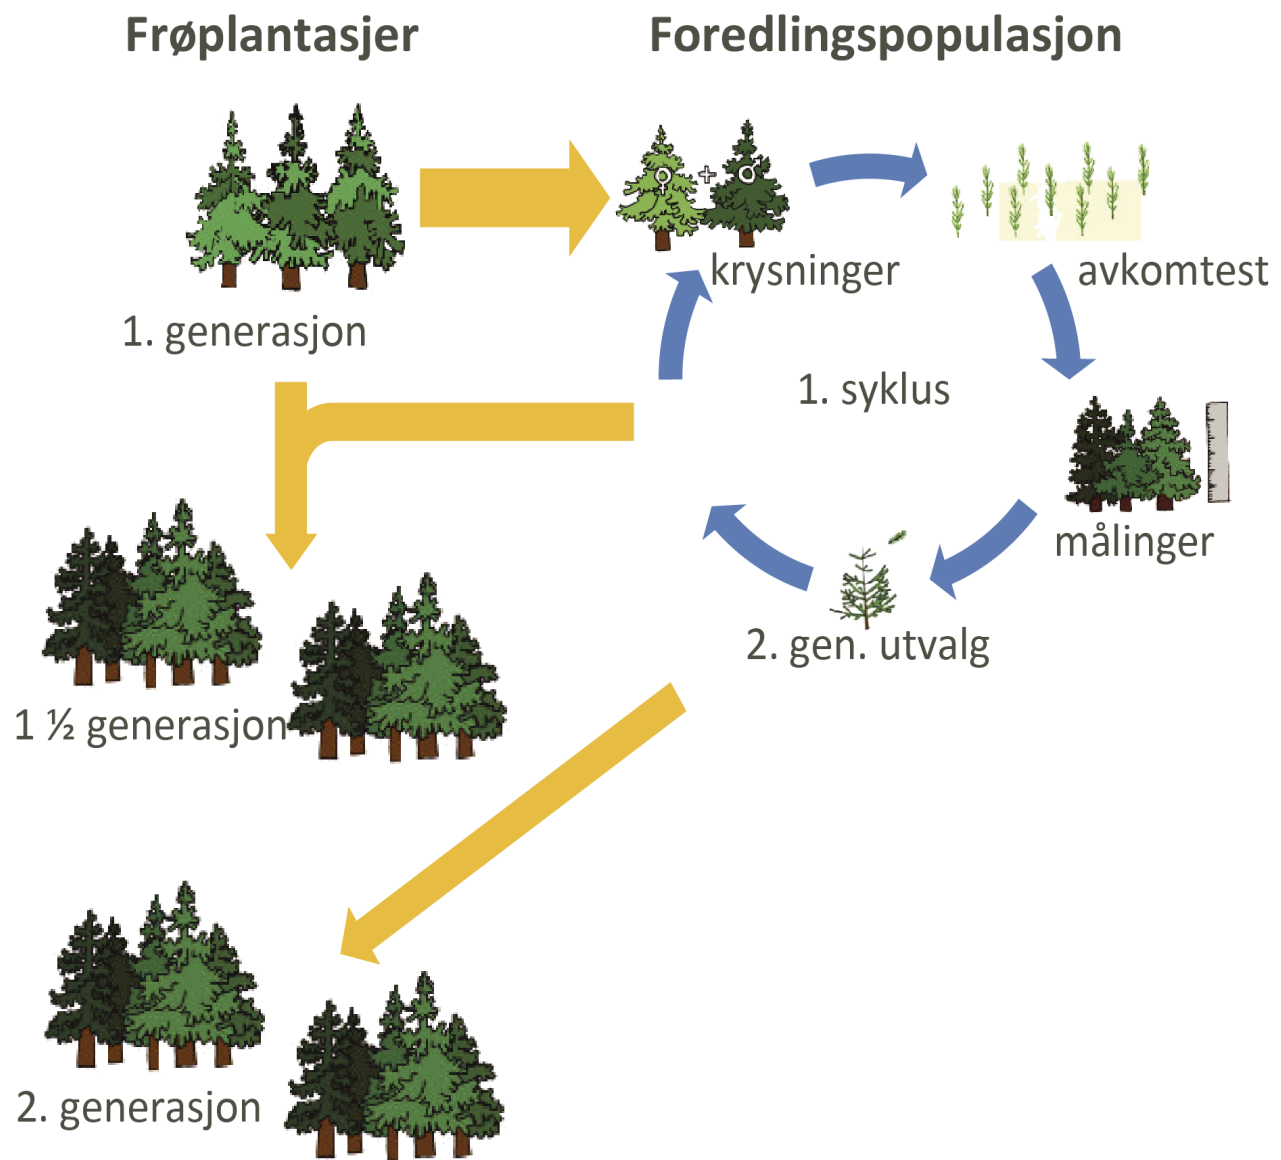 Frøplantasjer
Foredlingspopulasjon
♀ + ♂
krysninger
avkomtest
1. generasjon
1. syklus
målinger
2. gen. utvalg
1 ½ generasjon
2. generasjon